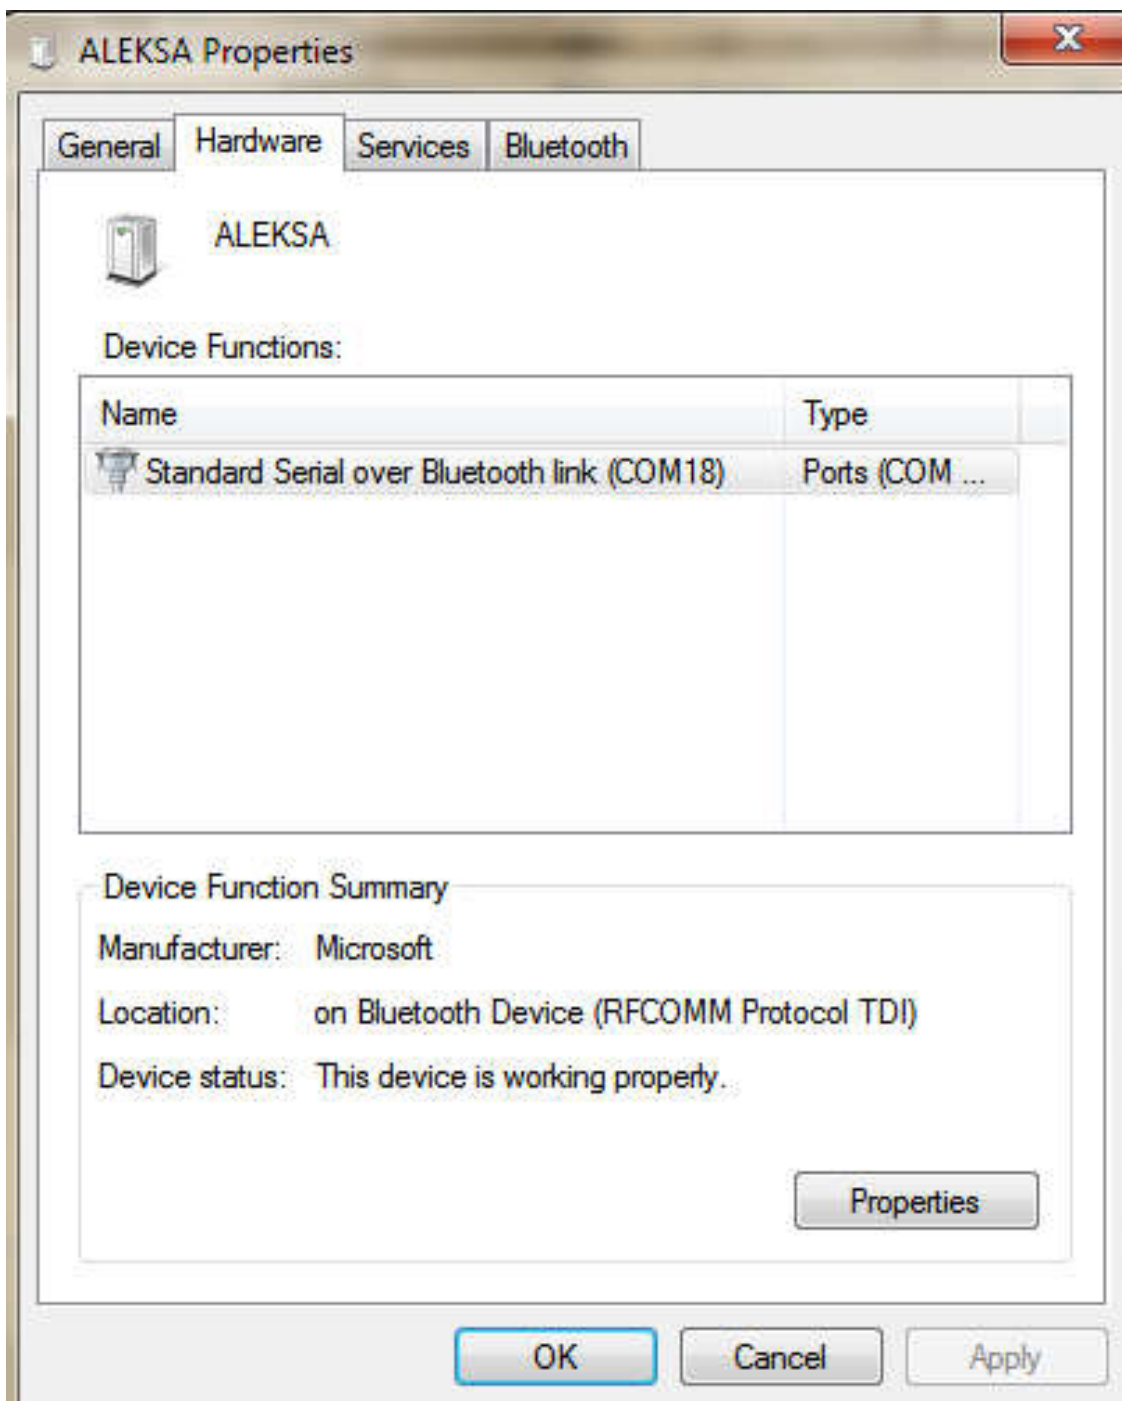 ALEKSA Properties
General Hardware Services Bluetooth
ALEKSA
Device Functions:
Name Type
Standard Serial over Bluetooth link (COM18) Ports (COM ...
Device Function Summary
Manufacturer: Microsoft
Location: on Bluetooth Device (RFCOMM Protocol TDI)
Device status: This device is working properly.
Properties
OK Cancel Apply